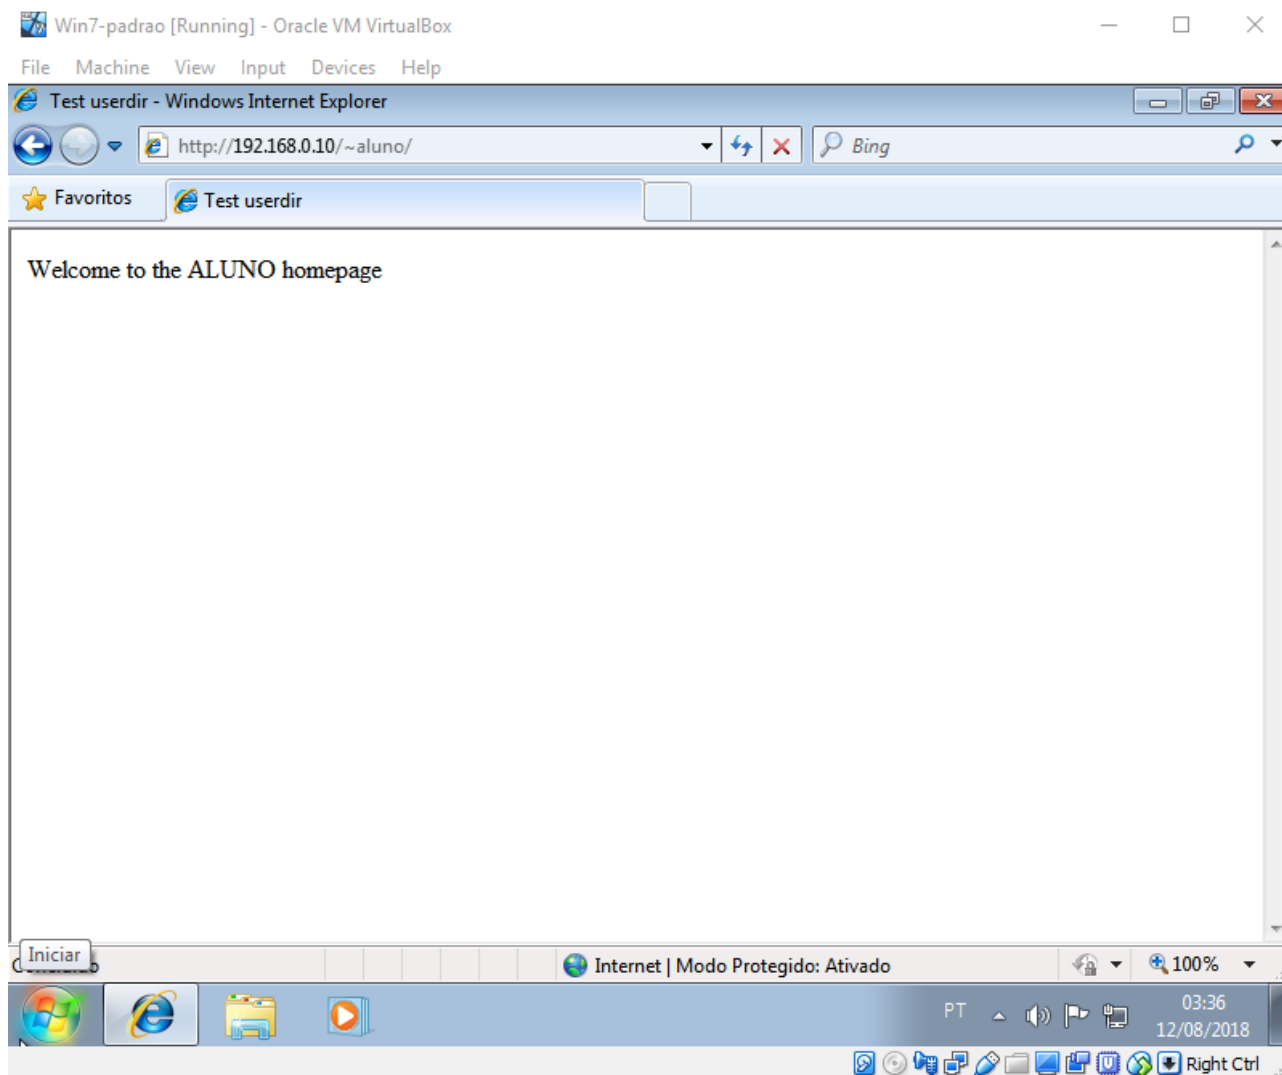 Win7-padrao [Running] - Oracle VM VirtualBox
File Machine View Input Devices Help
Test userdir - Windows Internet Explorer
http://192.168.0.10/~aluno/
Bing
Favoritos
Test userdir
Welcome to the ALUNO homepage
Iniciar
Internet | Modo Protegido: Ativado
100%
PT
03:36
12/08/2018
Right Ctrl